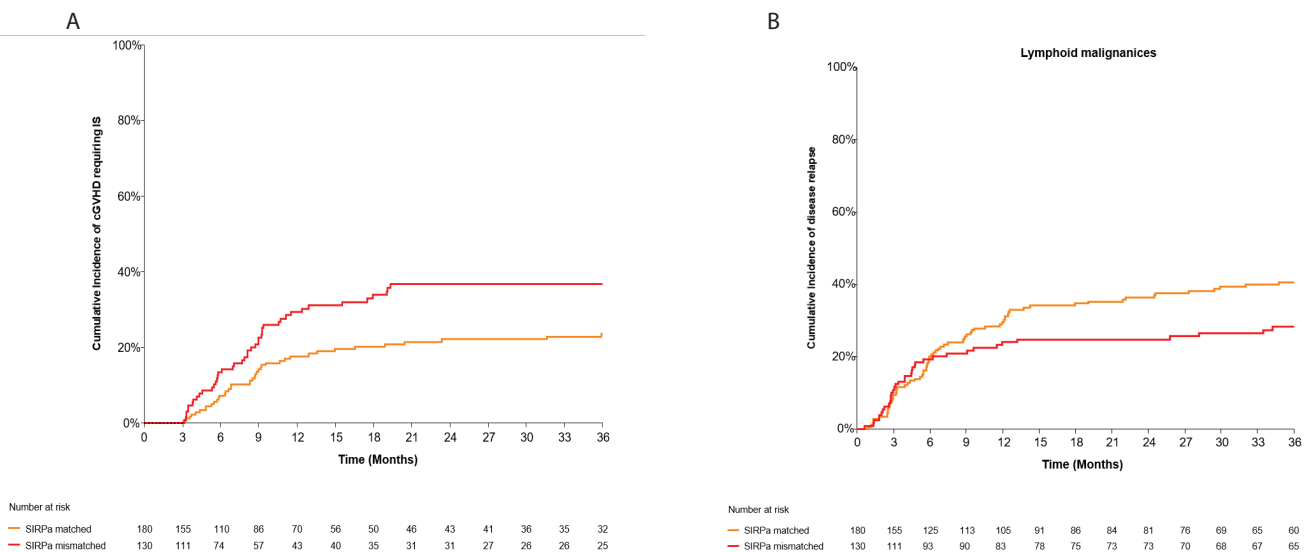 A
100%
80%
60%
40%
20%
0%
Cumulative Incidence of cGVHD requiring IS
0 3 6 9 12 15 18 21 24 27 30 33 36
Time (Months)
Number at risk
SIRPa matched 180 155 110 86 70 56 50 46 43 41 36 35 32
SIRPa mismatched 130 111 74 57 43 40 35 31 31 27 26 26 25
B
Lymphoid malignanices
100%
80%
60%
40%
20%
0%
Cumulative Incidence of disease relapse
0 3 6 9 12 15 18 21 24 27 30 33 36
Time (Months)
Number at risk
SIRPa matched 180 155 125 113 105 91 86 84 81 76 69 65 60
SIRPa mismatched 130 111 93 90 83 78 75 73 73 70 68 67 65